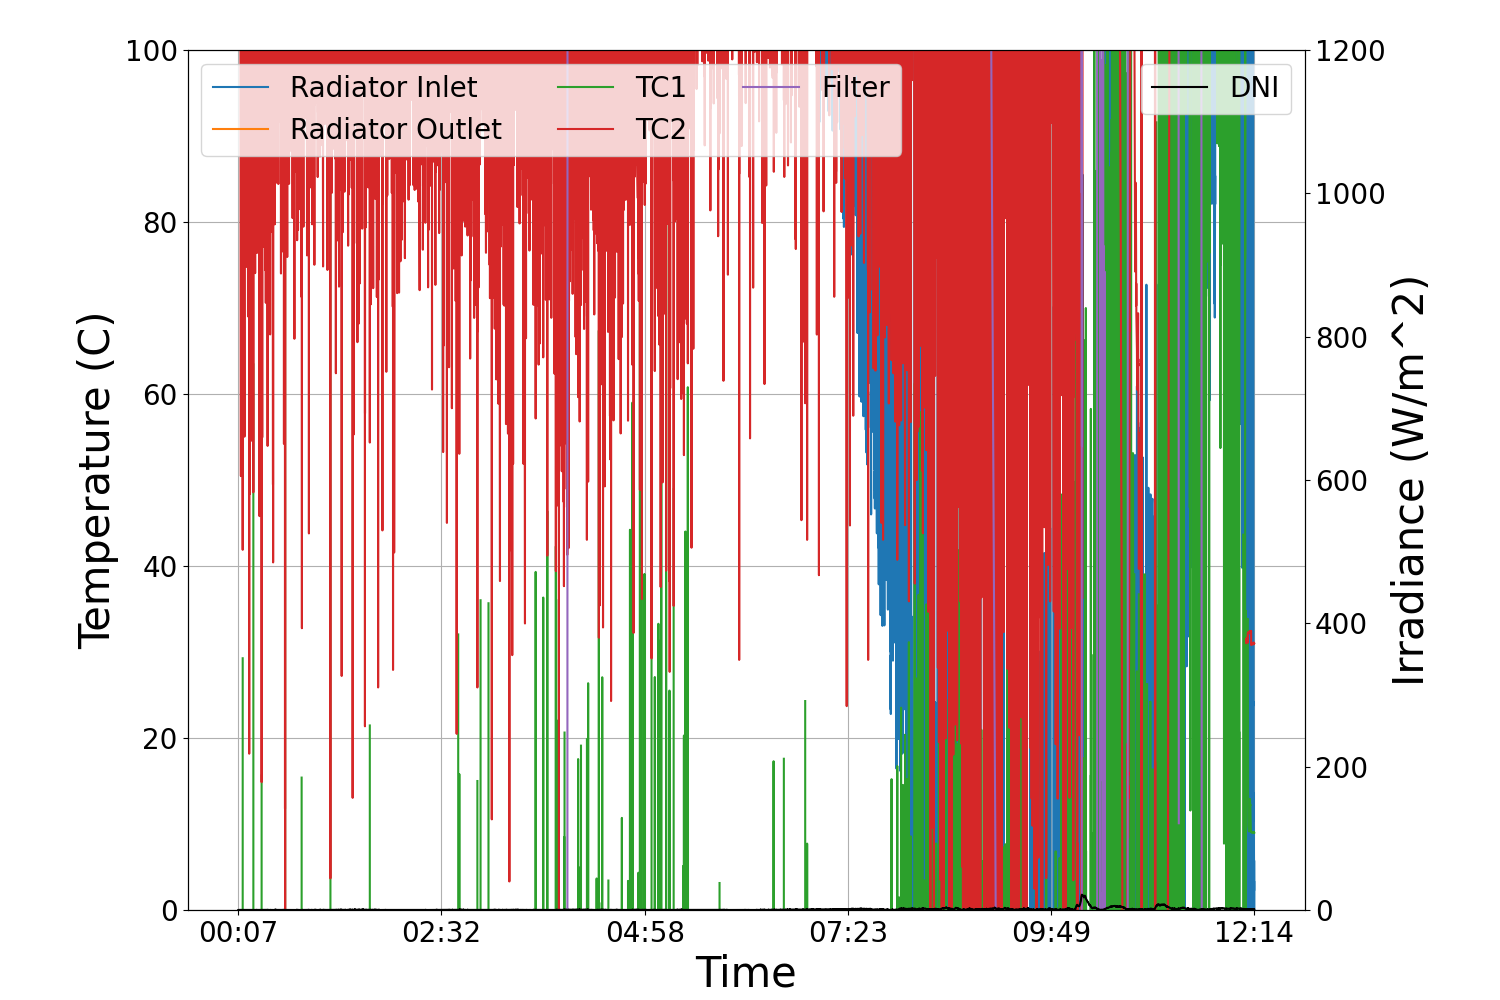 100
80
60
40
20
0
Temperature (C)
Radiator Inlet
Radiator Outlet
TC1
TC2
Filter
DNI
1200
1000
800
600
400
200
0
Irradiance (W/m^2)
00:07
02:32
04:58
07:23
09:49
12:14
Time